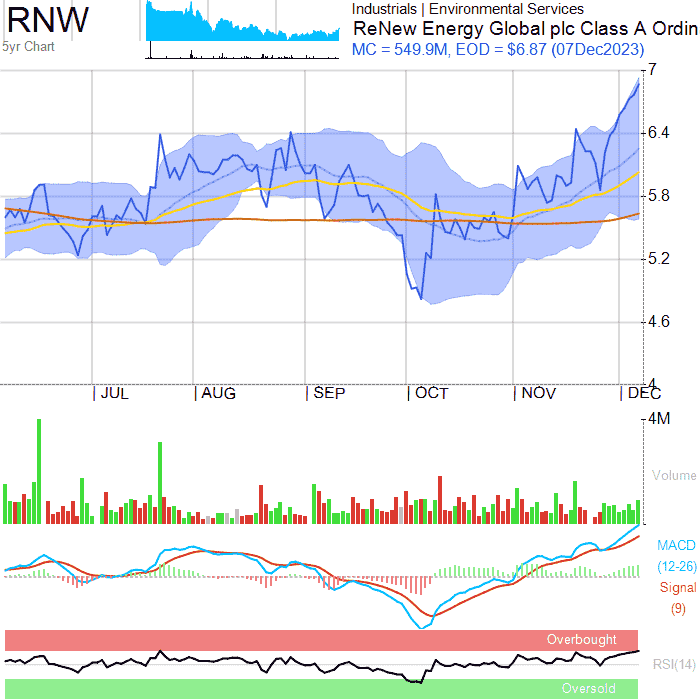 RNW
5yr Chart
Industrials | Environmental Services
ReNew Energy Global plc Class A Ordin
MC = 549.9M, EOD = $6.87 (07Dec2023)
7
6.4
5.8
5.2
4.6
4
| JUL | AUG | SEP | OCT | NOV | DEC
4M
Volume
MACD
(12-26)
Signal
(9)
Overbought
RSI(14)
Oversold